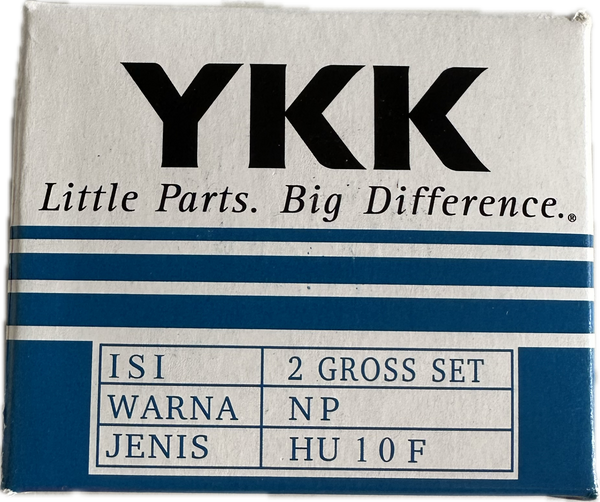 YKK
Little Parts. Big Difference.®
ISI 2 GROSS SET
WARNA NP
JENIS HU 10 F